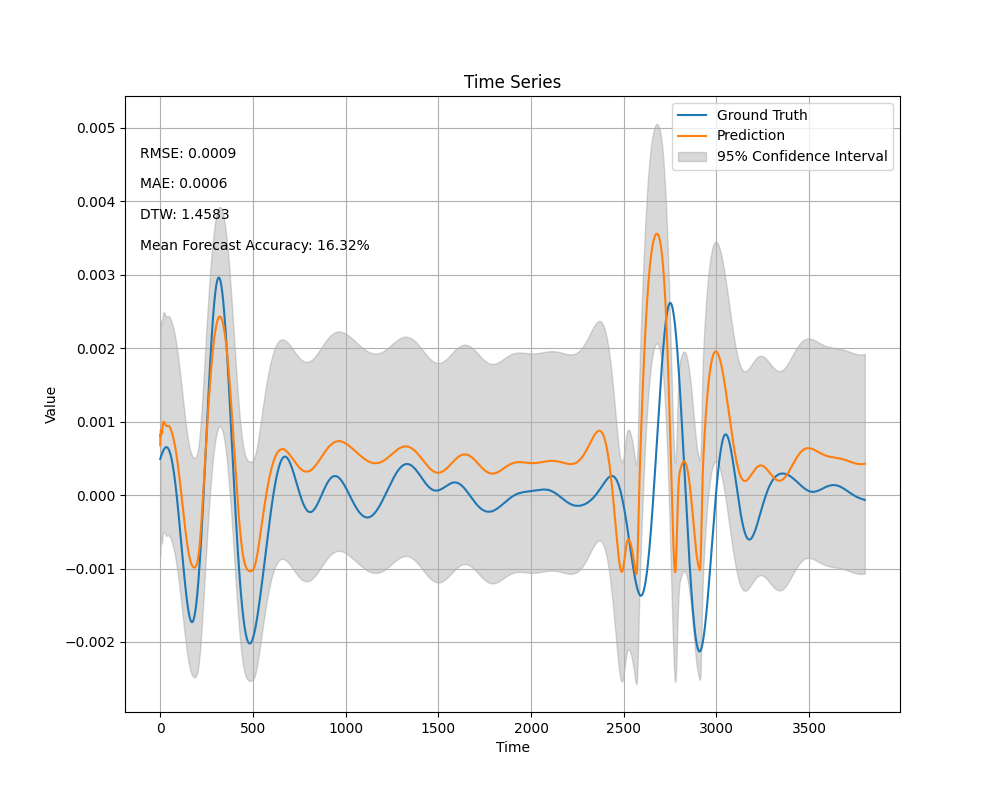 Time Series
Ground Truth
Prediction
95% Confidence Interval
RMSE: 0.0009
MAE: 0.0006
DTW: 1.4583
Mean Forecast Accuracy: 16.32%
Value
0.005
0.004
0.003
0.002
0.001
0.000
−0.001
−0.002
0 500 1000 1500 2000 2500 3000 3500
Time